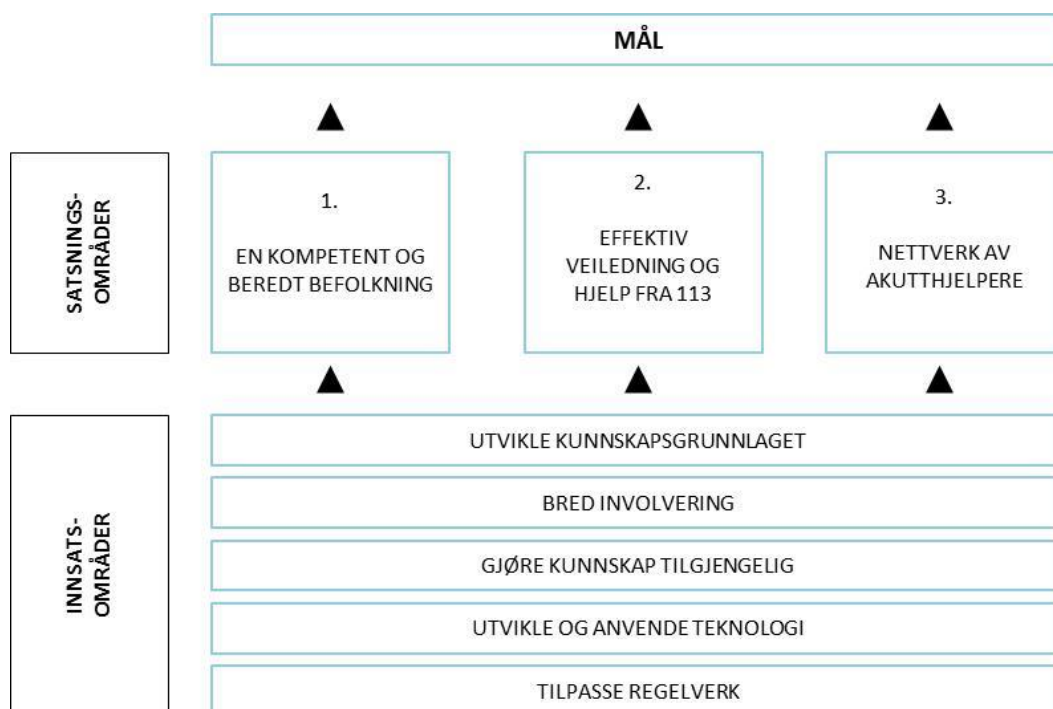 MÅL
SATSNINGS-
OMRÅDER
1.
EN KOMPETENT OG
BEREDT BEFOLKNING
2.
EFFEKTIV
VEILEDNING OG
HJELP FRA 113
3.
NETTVERK AV
AKUTTHJELPERE
INNSATS-
OMRÅDER
UTVIKLE KUNNSKAPSGRUNNLAGET
BRED INVOLVERING
GJØRE KUNNSKAP TILGJENGELIG
UTVIKLE OG ANVENDE TEKNOLOGI
TILPASSE REGELVERK